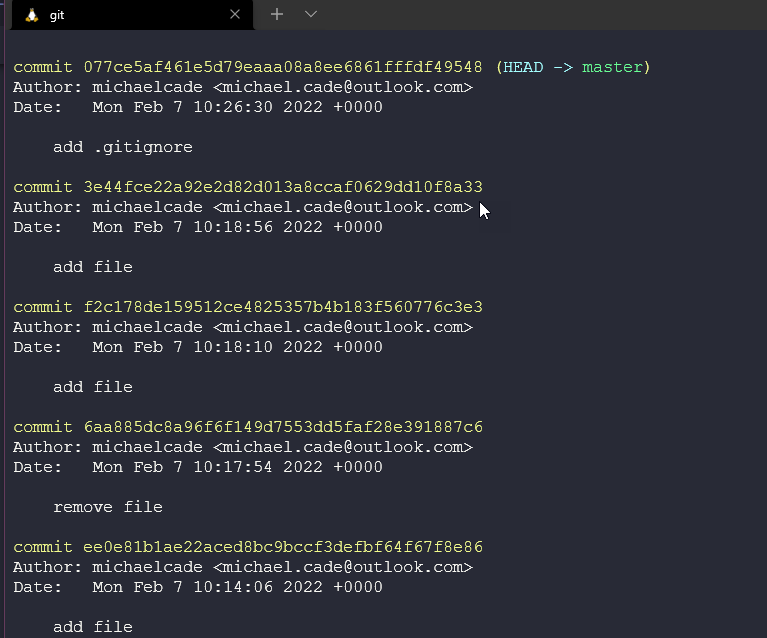 git
commit 077ce5af461e5d79eaaa08a8ee6861fffdf49548 (HEAD -> master)
Author: michaelcade <michael.cade@outlook.com>
Date:   Mon Feb 7 10:26:30 2022 +0000
    add .gitignore
commit 3e44fce22a92e2d82d013a8ccaf0629dd10f8a33
Author: michaelcade <michael.cade@outlook.com>
Date:   Mon Feb 7 10:18:56 2022 +0000
    add file
commit f2c178de159512ce4825357b4b183f560776c3e3
Author: michaelcade <michael.cade@outlook.com>
Date:   Mon Feb 7 10:18:10 2022 +0000
    add file
commit 6aa885dc8a96f6f149d7553dd5faf28e391887c6
Author: michaelcade <michael.cade@outlook.com>
Date:   Mon Feb 7 10:17:54 2022 +0000
    remove file
commit ee0e81b1ae22aced8bc9bccf3defbf64f67f8e86
Author: michaelcade <michael.cade@outlook.com>
Date:   Mon Feb 7 10:14:06 2022 +0000
    add file